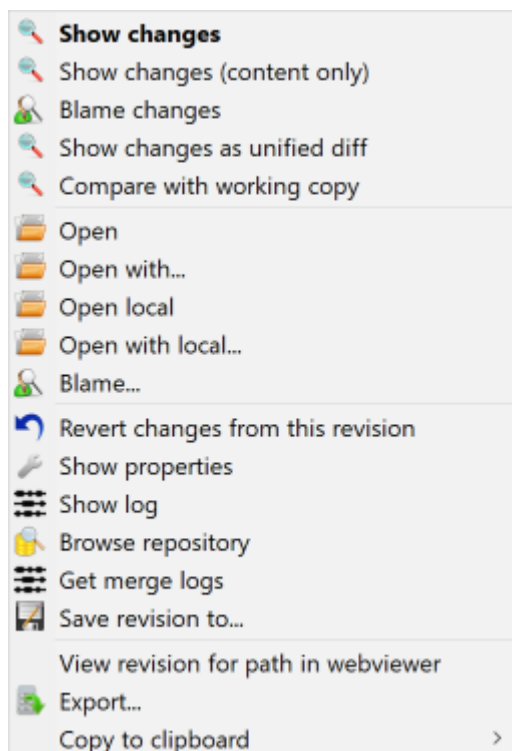 Show changes
Show changes (content only)
Blame changes
Show changes as unified diff
Compare with working copy
Open
Open with...
Open local
Open with local...
Blame...
Revert changes from this revision
Show properties
Show log
Browse repository
Get merge logs
Save revision to...
View revision for path in webviewer
Export...
Copy to clipboard